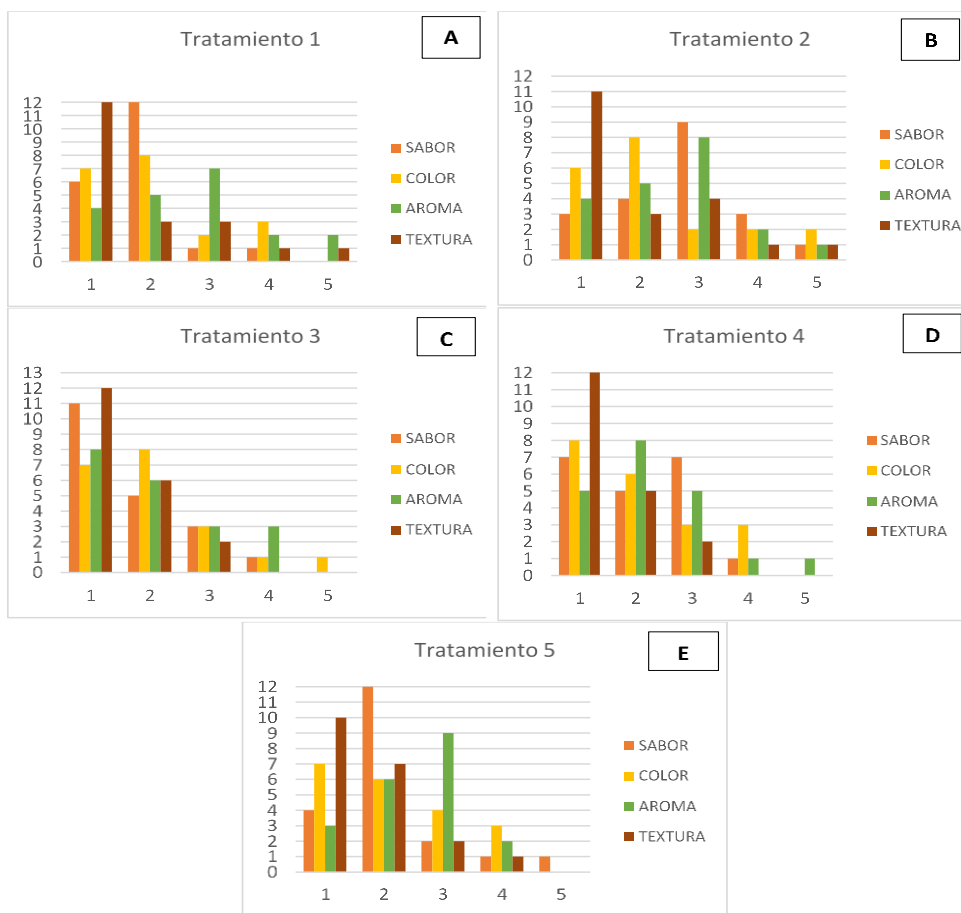 Tratamiento 1
A
12
11
10
9
8
7
6
5
4
3
2
1
0
1 2 3 4 5
SABOR
COLOR
AROMA
TEXTURA
Tratamiento 2
B
12
11
10
9
8
7
6
5
4
3
2
1
0
1 2 3 4 5
SABOR
COLOR
AROMA
TEXTURA
Tratamiento 3
C
13
12
11
10
9
8
7
6
5
4
3
2
1
0
1 2 3 4 5
SABOR
COLOR
AROMA
TEXTURA
Tratamiento 4
D
12
11
10
9
8
7
6
5
4
3
2
1
0
1 2 3 4 5
SABOR
COLOR
AROMA
TEXTURA
Tratamiento 5
E
12
11
10
9
8
7
6
5
4
3
2
1
0
1 2 3 4 5
SABOR
COLOR
AROMA
TEXTURA